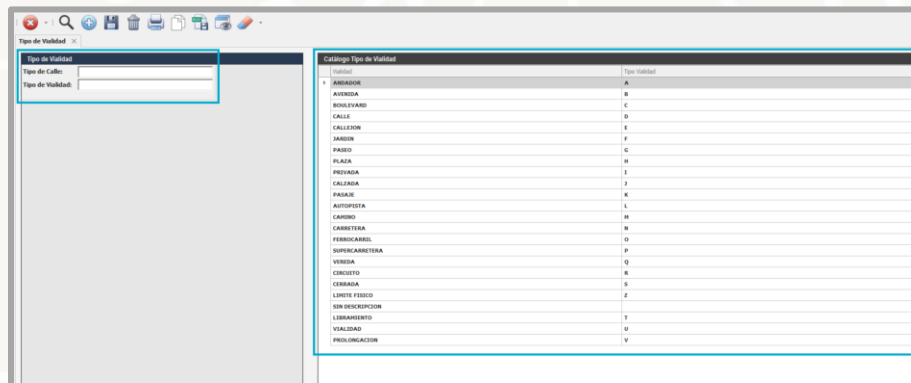 Tipo de Vialidad
Tipo de Vialidad
Tipo de Calle:
Tipo de Vialidad:
Catálogo Tipo de Vialidad
Vialidad Tipo Vialidad
ANDADOR A
AVENIDA B
BOULEVARD C
CALLE D
CALLEJON E
JARDIN F
PASEO G
PLAZA H
PRIVADA I
CALZADA J
PASAJE K
AUTOPISTA L
CAMINO M
CARRETERA N
FERROCARRIL O
SUPERCARRETERA P
VEREDA Q
CIRCUITO R
CERRADA S
LIMITE FISICO Z
SIN DESCRIPCION
LIBRAMIENTO T
VIALIDAD U
PROLONGACION V